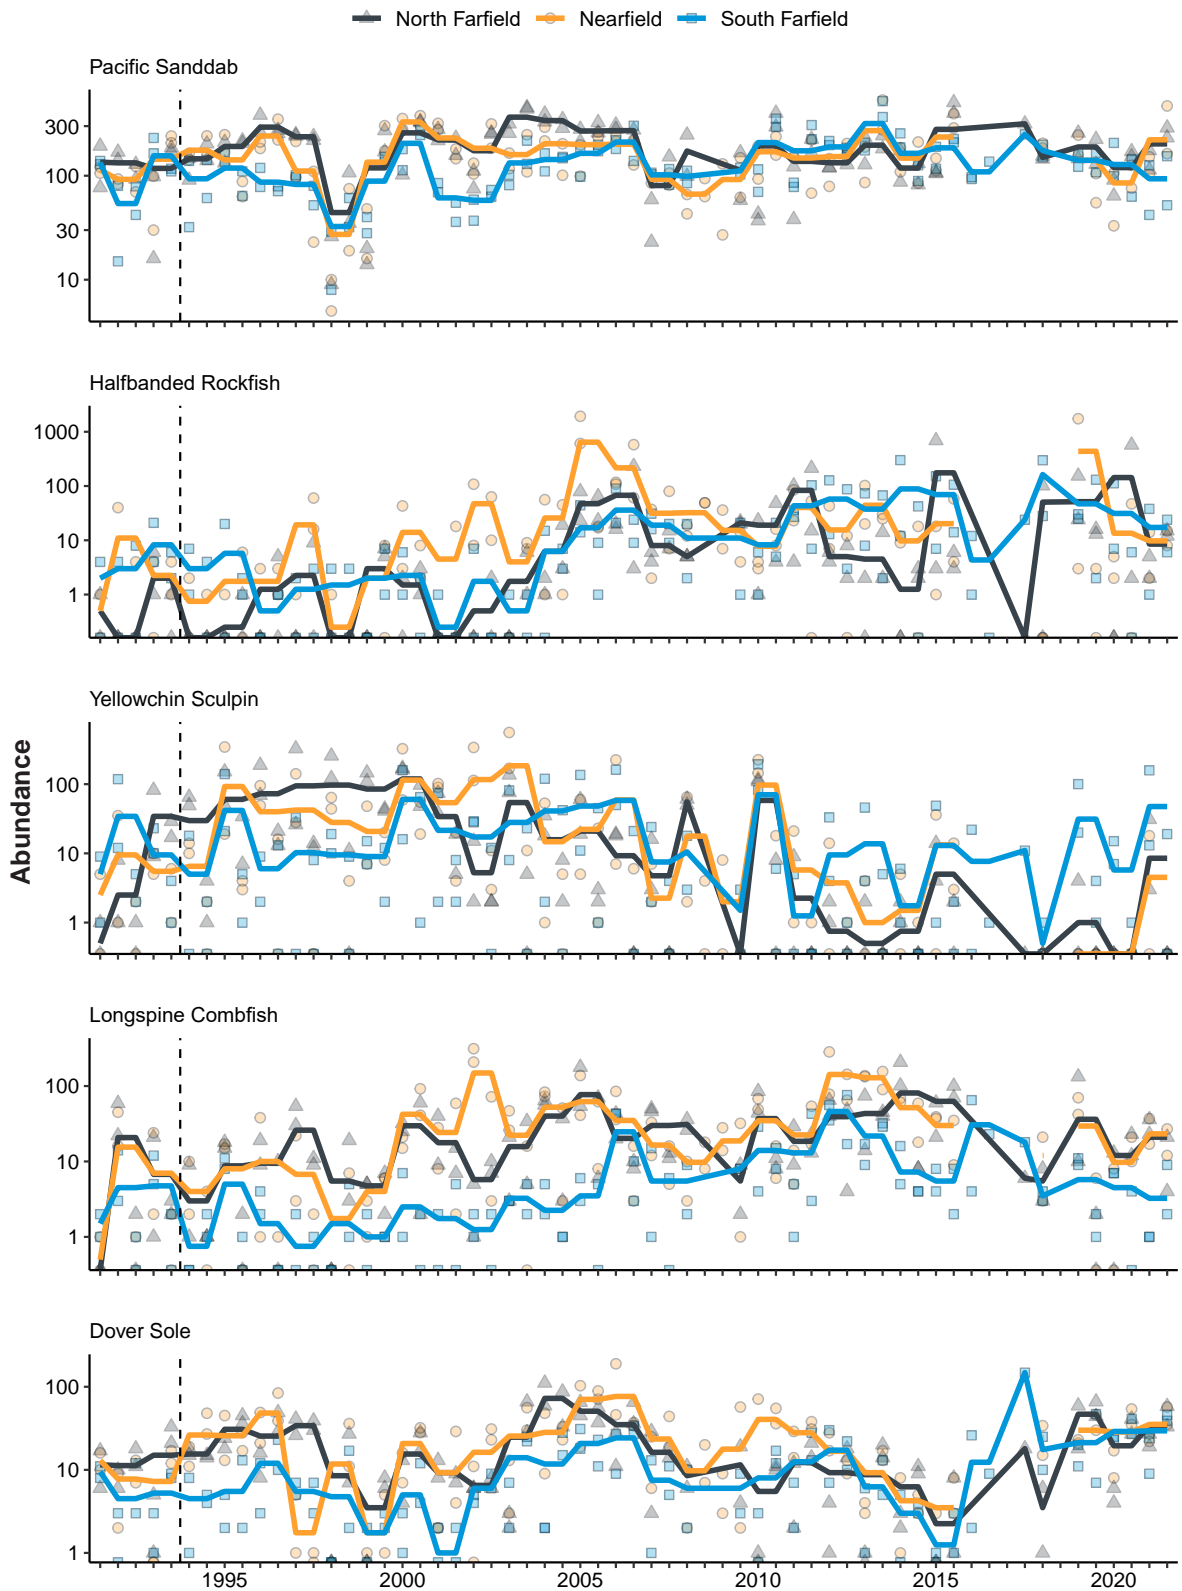 North Farfield Nearfield South Farfield
Pacific Sanddab
300
100
30
10
Halfbanded Rockfish
1000
100
10
1
Yellowchin Sculpin
100
10
1
Abundance
Longspine Combfish
100
10
1
Dover Sole
100
10
1
1995 2000 2005 2010 2015 2020